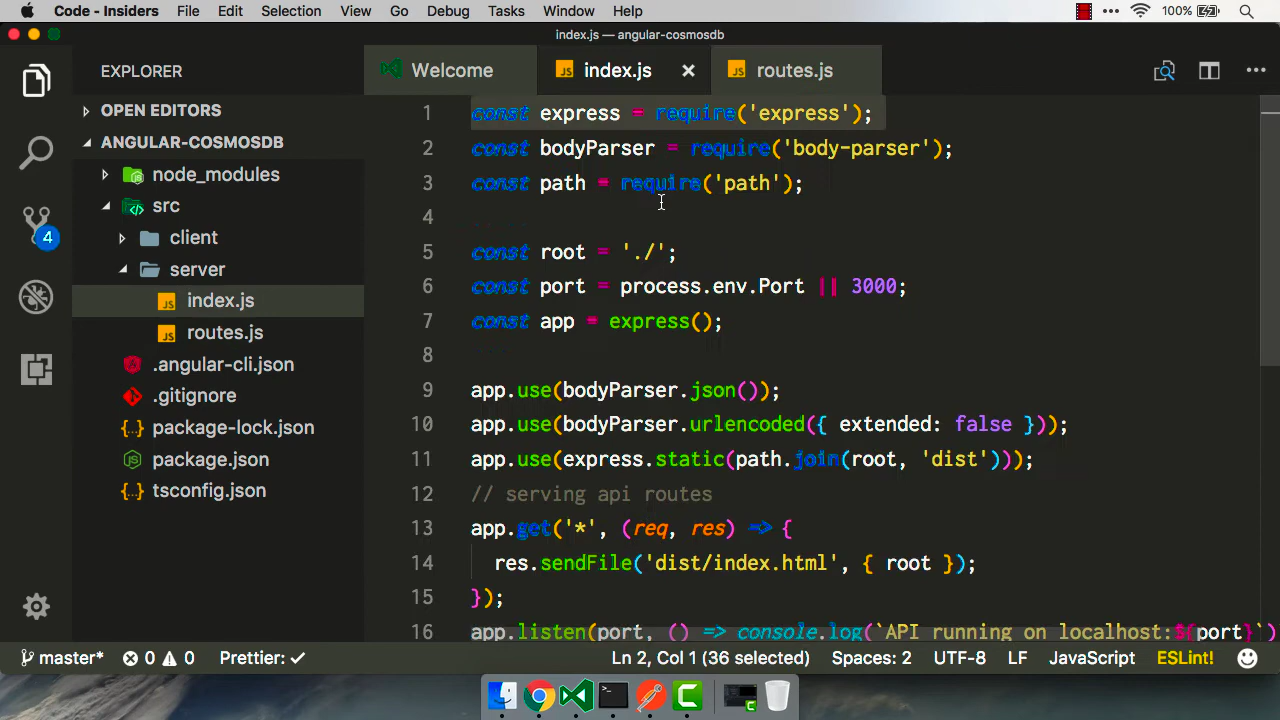 Code - Insiders File Edit Selection View Go Debug Tasks Window Help 100%
index.js — angular-cosmosdb
EXPLORER
OPEN EDITORS
ANGULAR-COSMOSDB
node_modules
src
client
server
index.js
routes.js
.angular-cli.json
.gitignore
package-lock.json
package.json
tsconfig.json
4
Welcome index.js routes.js
1 const express = require('express');
2 const bodyParser = require('body-parser');
3 const path = require('path');
4
5 const root = './';
6 const port = process.env.Port || 3000;
7 const app = express();
8
9 app.use(bodyParser.json());
10 app.use(bodyParser.urlencoded({ extended: false }));
11 app.use(express.static(path.join(root, 'dist')));
12 // serving api routes
13 app.get('*', (req, res) => {
14 res.sendFile('dist/index.html', { root });
15 });
16 app.listen(port, () => console.log(`API running on localhost:${port}`)
master* 0 0 Prettier: ✓ Ln 2, Col 1 (36 selected) Spaces: 2 UTF-8 LF JavaScript ESLint!